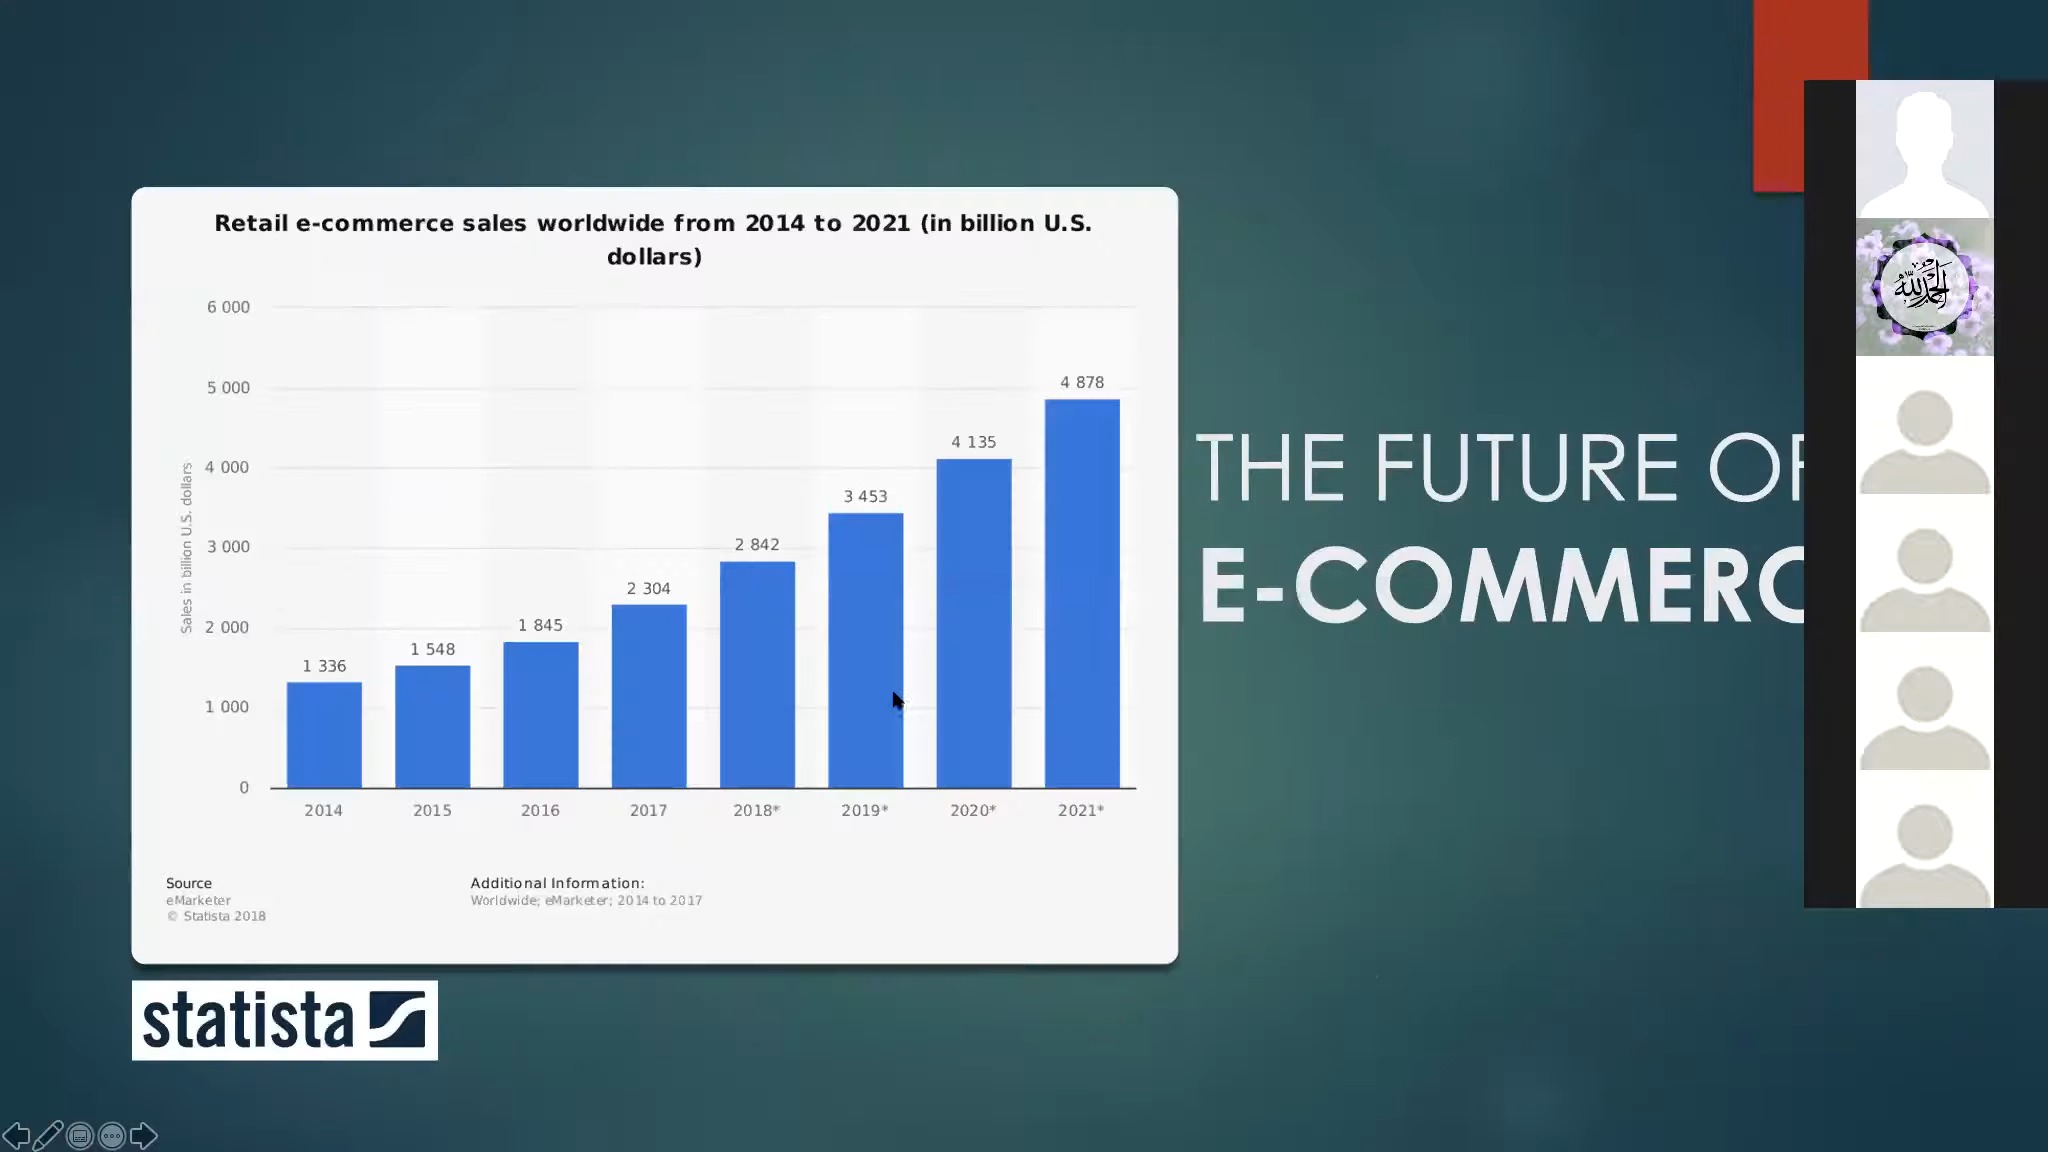 Retail e-commerce sales worldwide from 2014 to 2021 (in billion U.S.
dollars)
Sales in billion U.S. dollars
6 000
5 000
4 000
3 000
2 000
1 000
0
1 336
1 548
1 845
2 304
2 842
3 453
4 135
4 878
2014
2015
2016
2017
2018*
2019*
2020*
2021*
Source
eMarketer
© Statista 2018
Additional Information:
Worldwide; eMarketer; 2014 to 2017
statista
THE FUTURE OF
E-COMMERC
الحمد لله